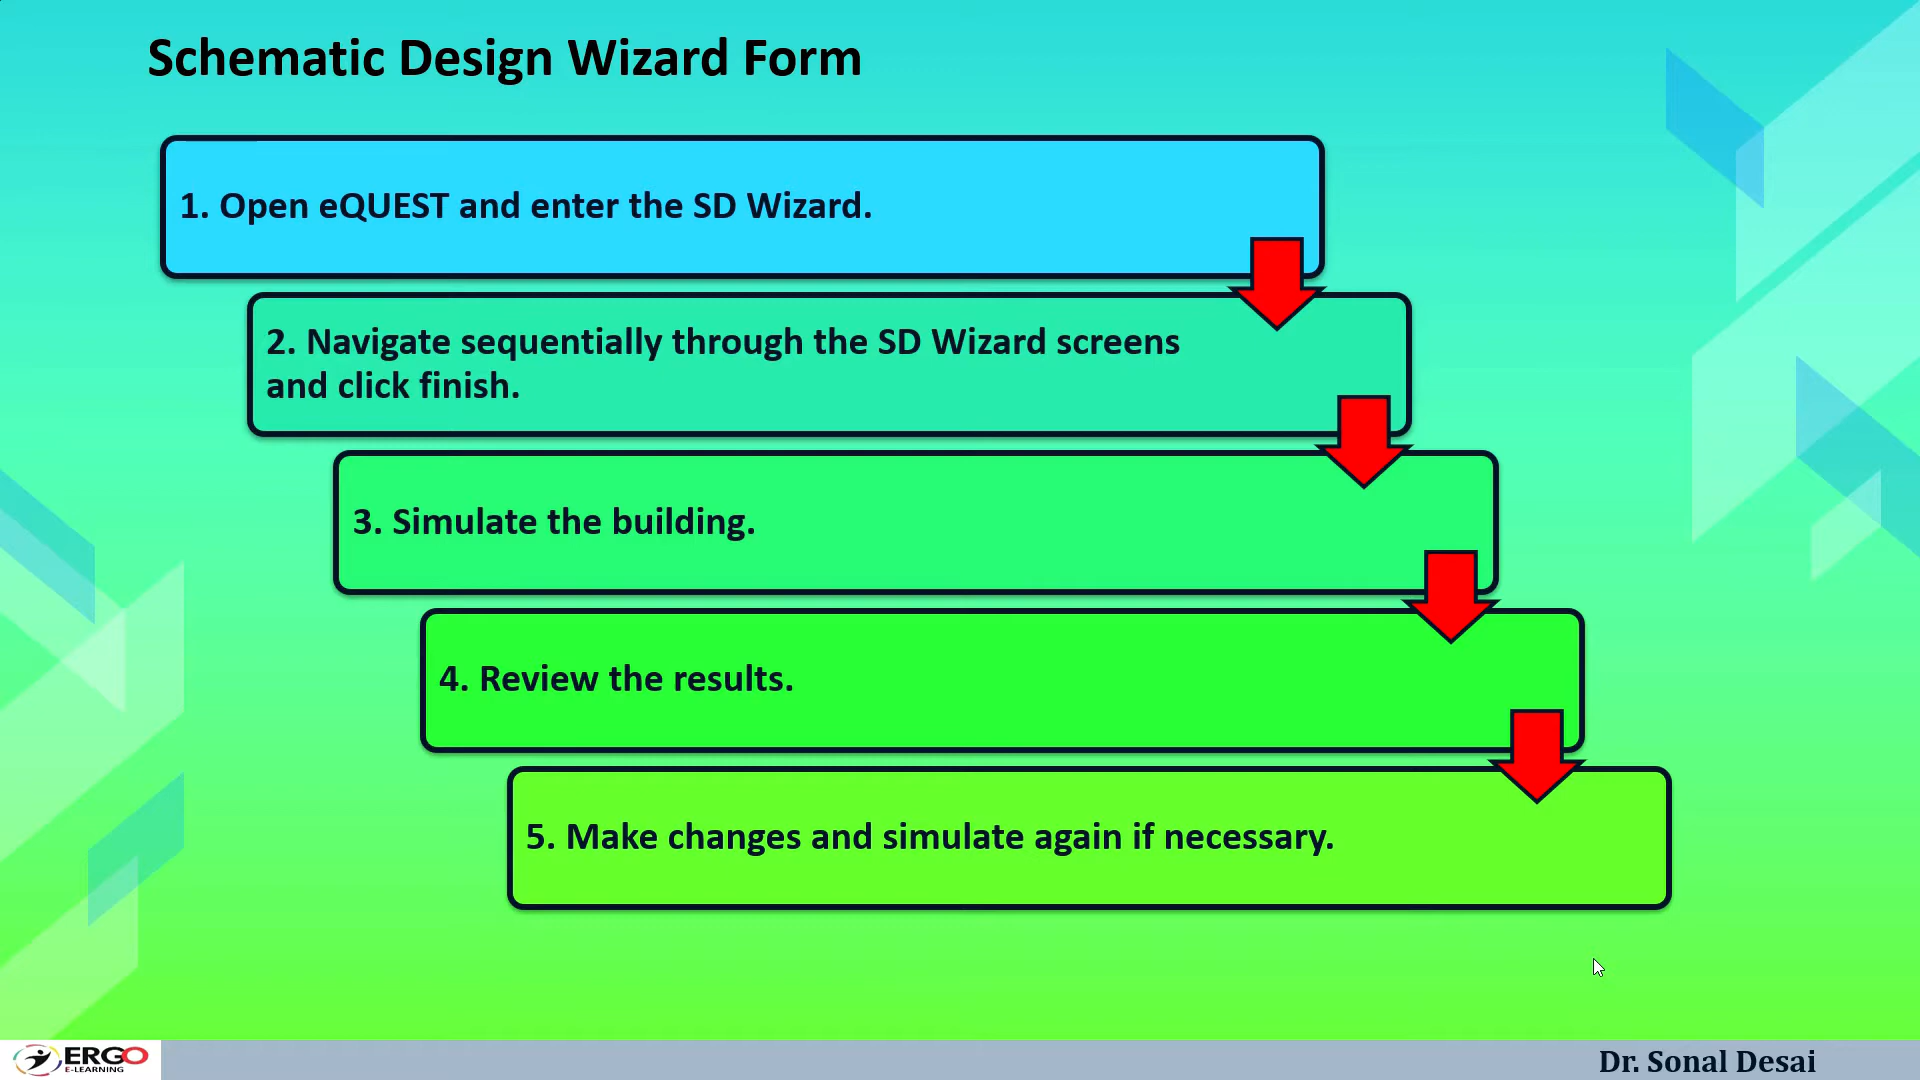 Schematic Design Wizard Form
1. Open eQUEST and enter the SD Wizard.
2. Navigate sequentially through the SD Wizard screens
and click finish.
3. Simulate the building.
4. Review the results.
5. Make changes and simulate again if necessary.
ERGO
E-LEARNING
Dr. Sonal Desai